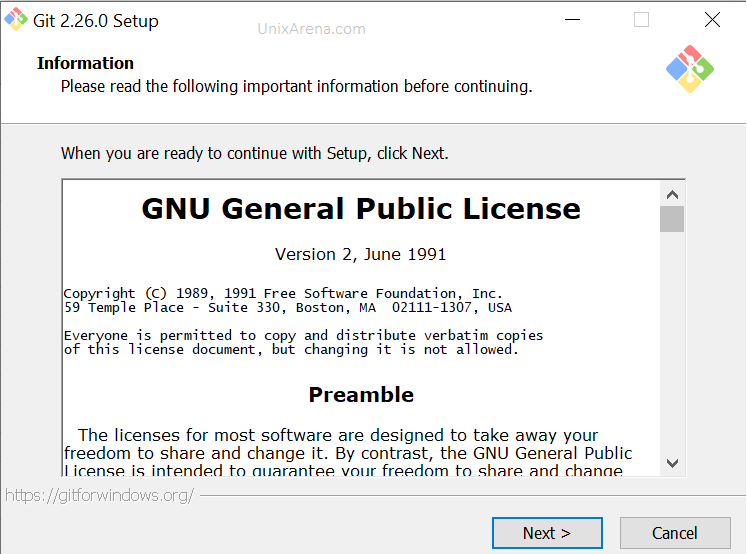 Git 2.26.0 Setup
UnixArena.com
Information
Please read the following important information before continuing.
When you are ready to continue with Setup, click Next.
GNU General Public License
Version 2, June 1991
Copyright (C) 1989, 1991 Free Software Foundation, Inc.
59 Temple Place - Suite 330, Boston, MA  02111-1307, USA
Everyone is permitted to copy and distribute verbatim copies
of this license document, but changing it is not allowed.
Preamble
The licenses for most software are designed to take away your
freedom to share and change it. By contrast, the GNU General Public
License is intended to guarantee your freedom to share and change
https://gitforwindows.org/
Next >
Cancel